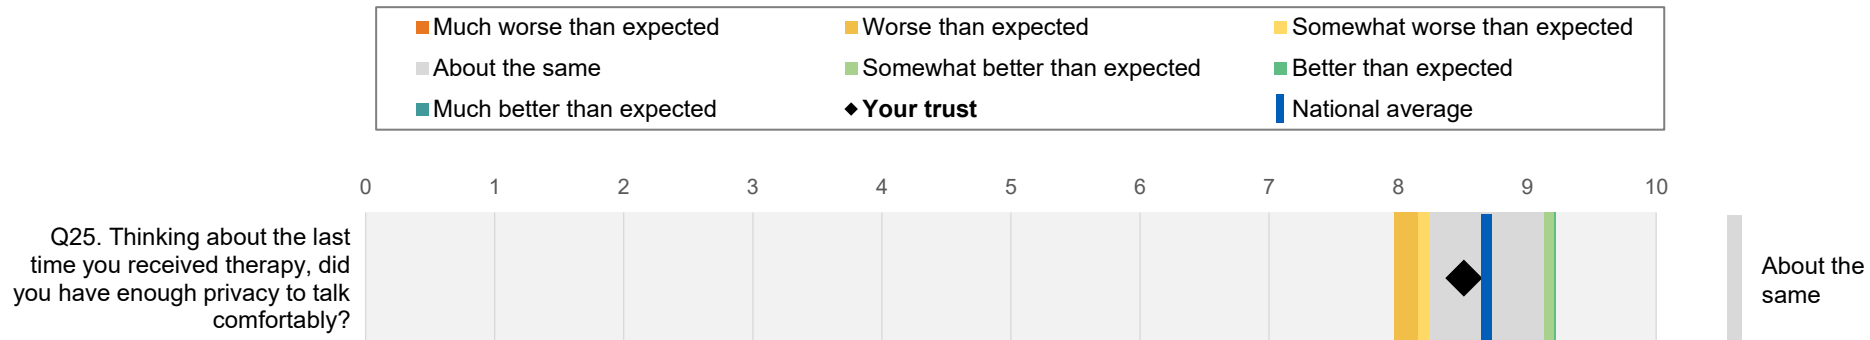 Much worse than expected
Worse than expected
Somewhat worse than expected
About the same
Somewhat better than expected
Better than expected
Much better than expected
Your trust
National average
0 1 2 3 4 5 6 7 8 9 10
Q25. Thinking about the last
time you received therapy, did
you have enough privacy to talk
comfortably?
About the
same